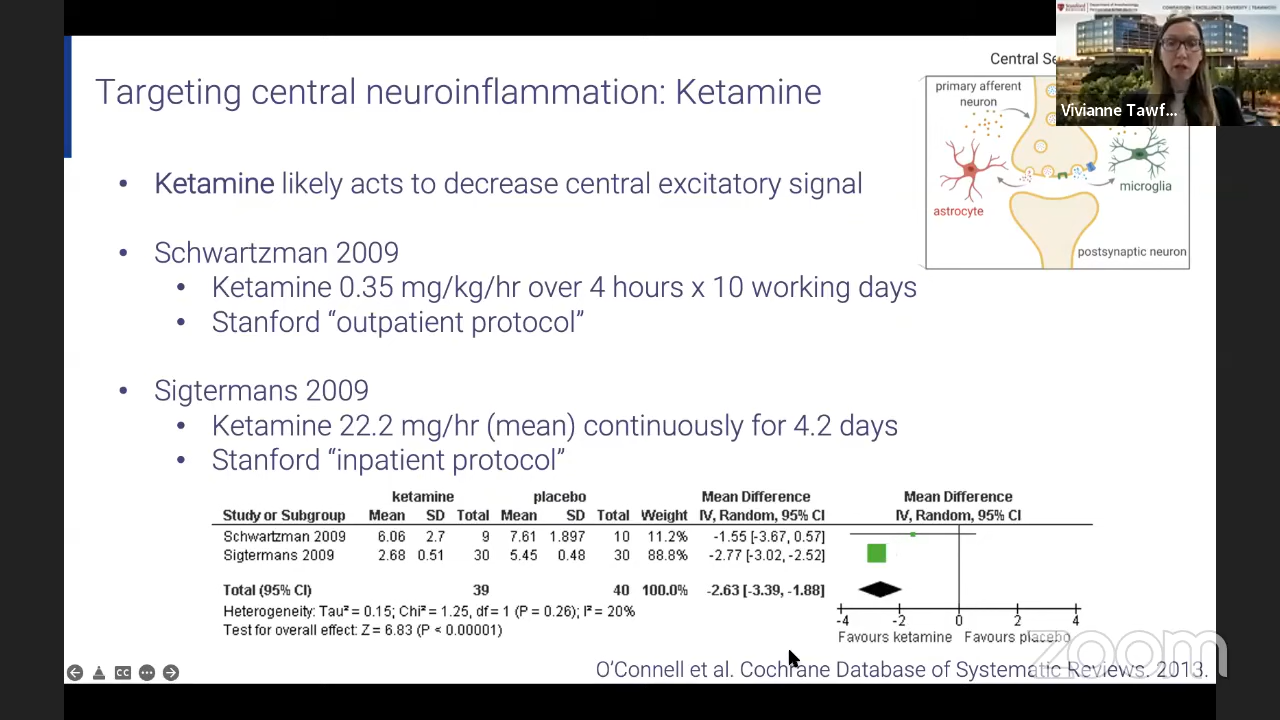 Targeting central neuroinflammation: Ketamine
Central Se
primary afferent
neuron
astrocyte
microglia
postsynaptic neuron
Vivianne Tawf...
• Ketamine likely acts to decrease central excitatory signal
• Schwartzman 2009
• Ketamine 0.35 mg/kg/hr over 4 hours x 10 working days
• Stanford “outpatient protocol”
• Sigtermans 2009
• Ketamine 22.2 mg/hr (mean) continuously for 4.2 days
• Stanford “inpatient protocol”
ketamine placebo Mean Difference Mean Difference
Study or Subgroup Mean SD Total Mean SD Total Weight IV, Random, 95% CI IV, Random, 95% CI
Schwartzman 2009 6.06 2.7 9 7.61 1.897 10 11.2% -1.55 [-3.67, 0.57]
Sigtermans 2009 2.68 0.51 30 5.45 0.48 30 88.8% -2.77 [-3.02, -2.52]
Total (95% CI) 39 40 100.0% -2.63 [-3.39, -1.88]
Heterogeneity: Tau² = 0.15; Chi² = 1.25, df = 1 (P = 0.26); I² = 20%
Test for overall effect: Z = 6.83 (P < 0.00001)
-4 -2 0 2 4
Favours ketamine Favours placebo
zoom
O’Connell et al. Cochrane Database of Systematic Reviews. 2013.
CC